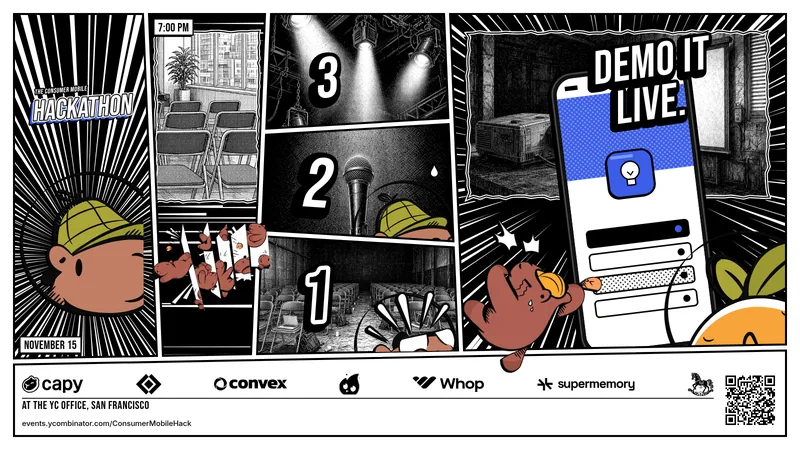 THE CONSUMER MOBILE
HACKATHON
NOVEMBER 15
7:00 PM
3
2
1
DEMO IT
LIVE.
capy
convex
Whop
supermemory
AT THE YC OFFICE, SAN FRANCISCO
events.ycombinator.com/ConsumerMobileHack